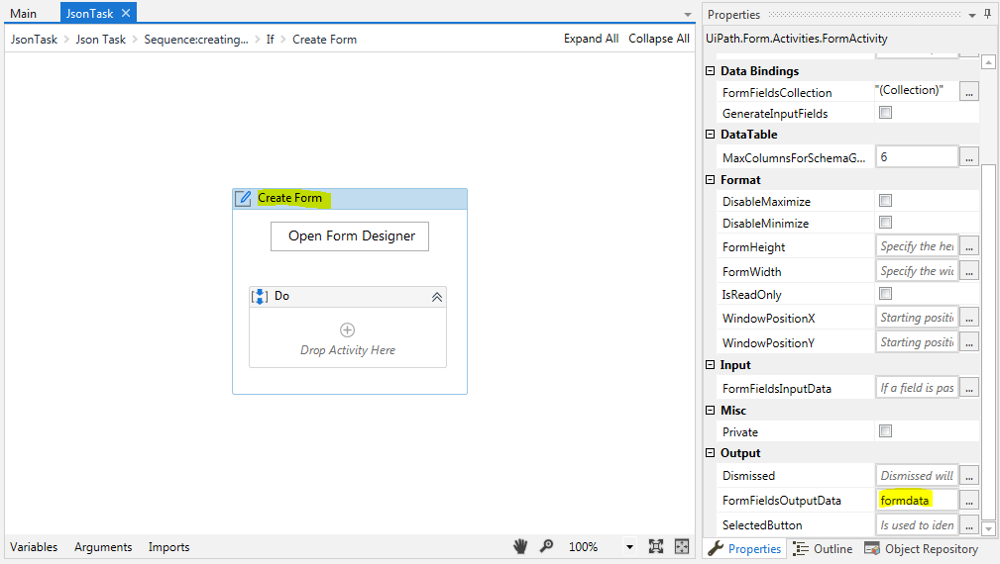 Main
JsonTask
JsonTask > Json Task > Sequence:creating... > If > Create Form
Expand All Collapse All
Create Form
Open Form Designer
Do
Drop Activity Here
Variables Arguments Imports
100%
Properties
UiPath.Form.Activities.FormActivity
Data Bindings
FormFieldsCollection "(Collection)" ...
GenerateInputFields
DataTable
MaxColumnsForSchemaG... 6 ...
Format
DisableMaximize
DisableMinimize
FormHeight Specify the hei ...
FormWidth Specify the wid ...
IsReadOnly
WindowPositionX Starting positi ...
WindowPositionY Starting positi ...
Input
FormFieldsInputData If a field is pas ...
Misc
Private
Output
Dismissed Dismissed will ...
FormFieldsOutputData formdata ...
SelectedButton Is used to iden ...
Properties Outline Object Repository